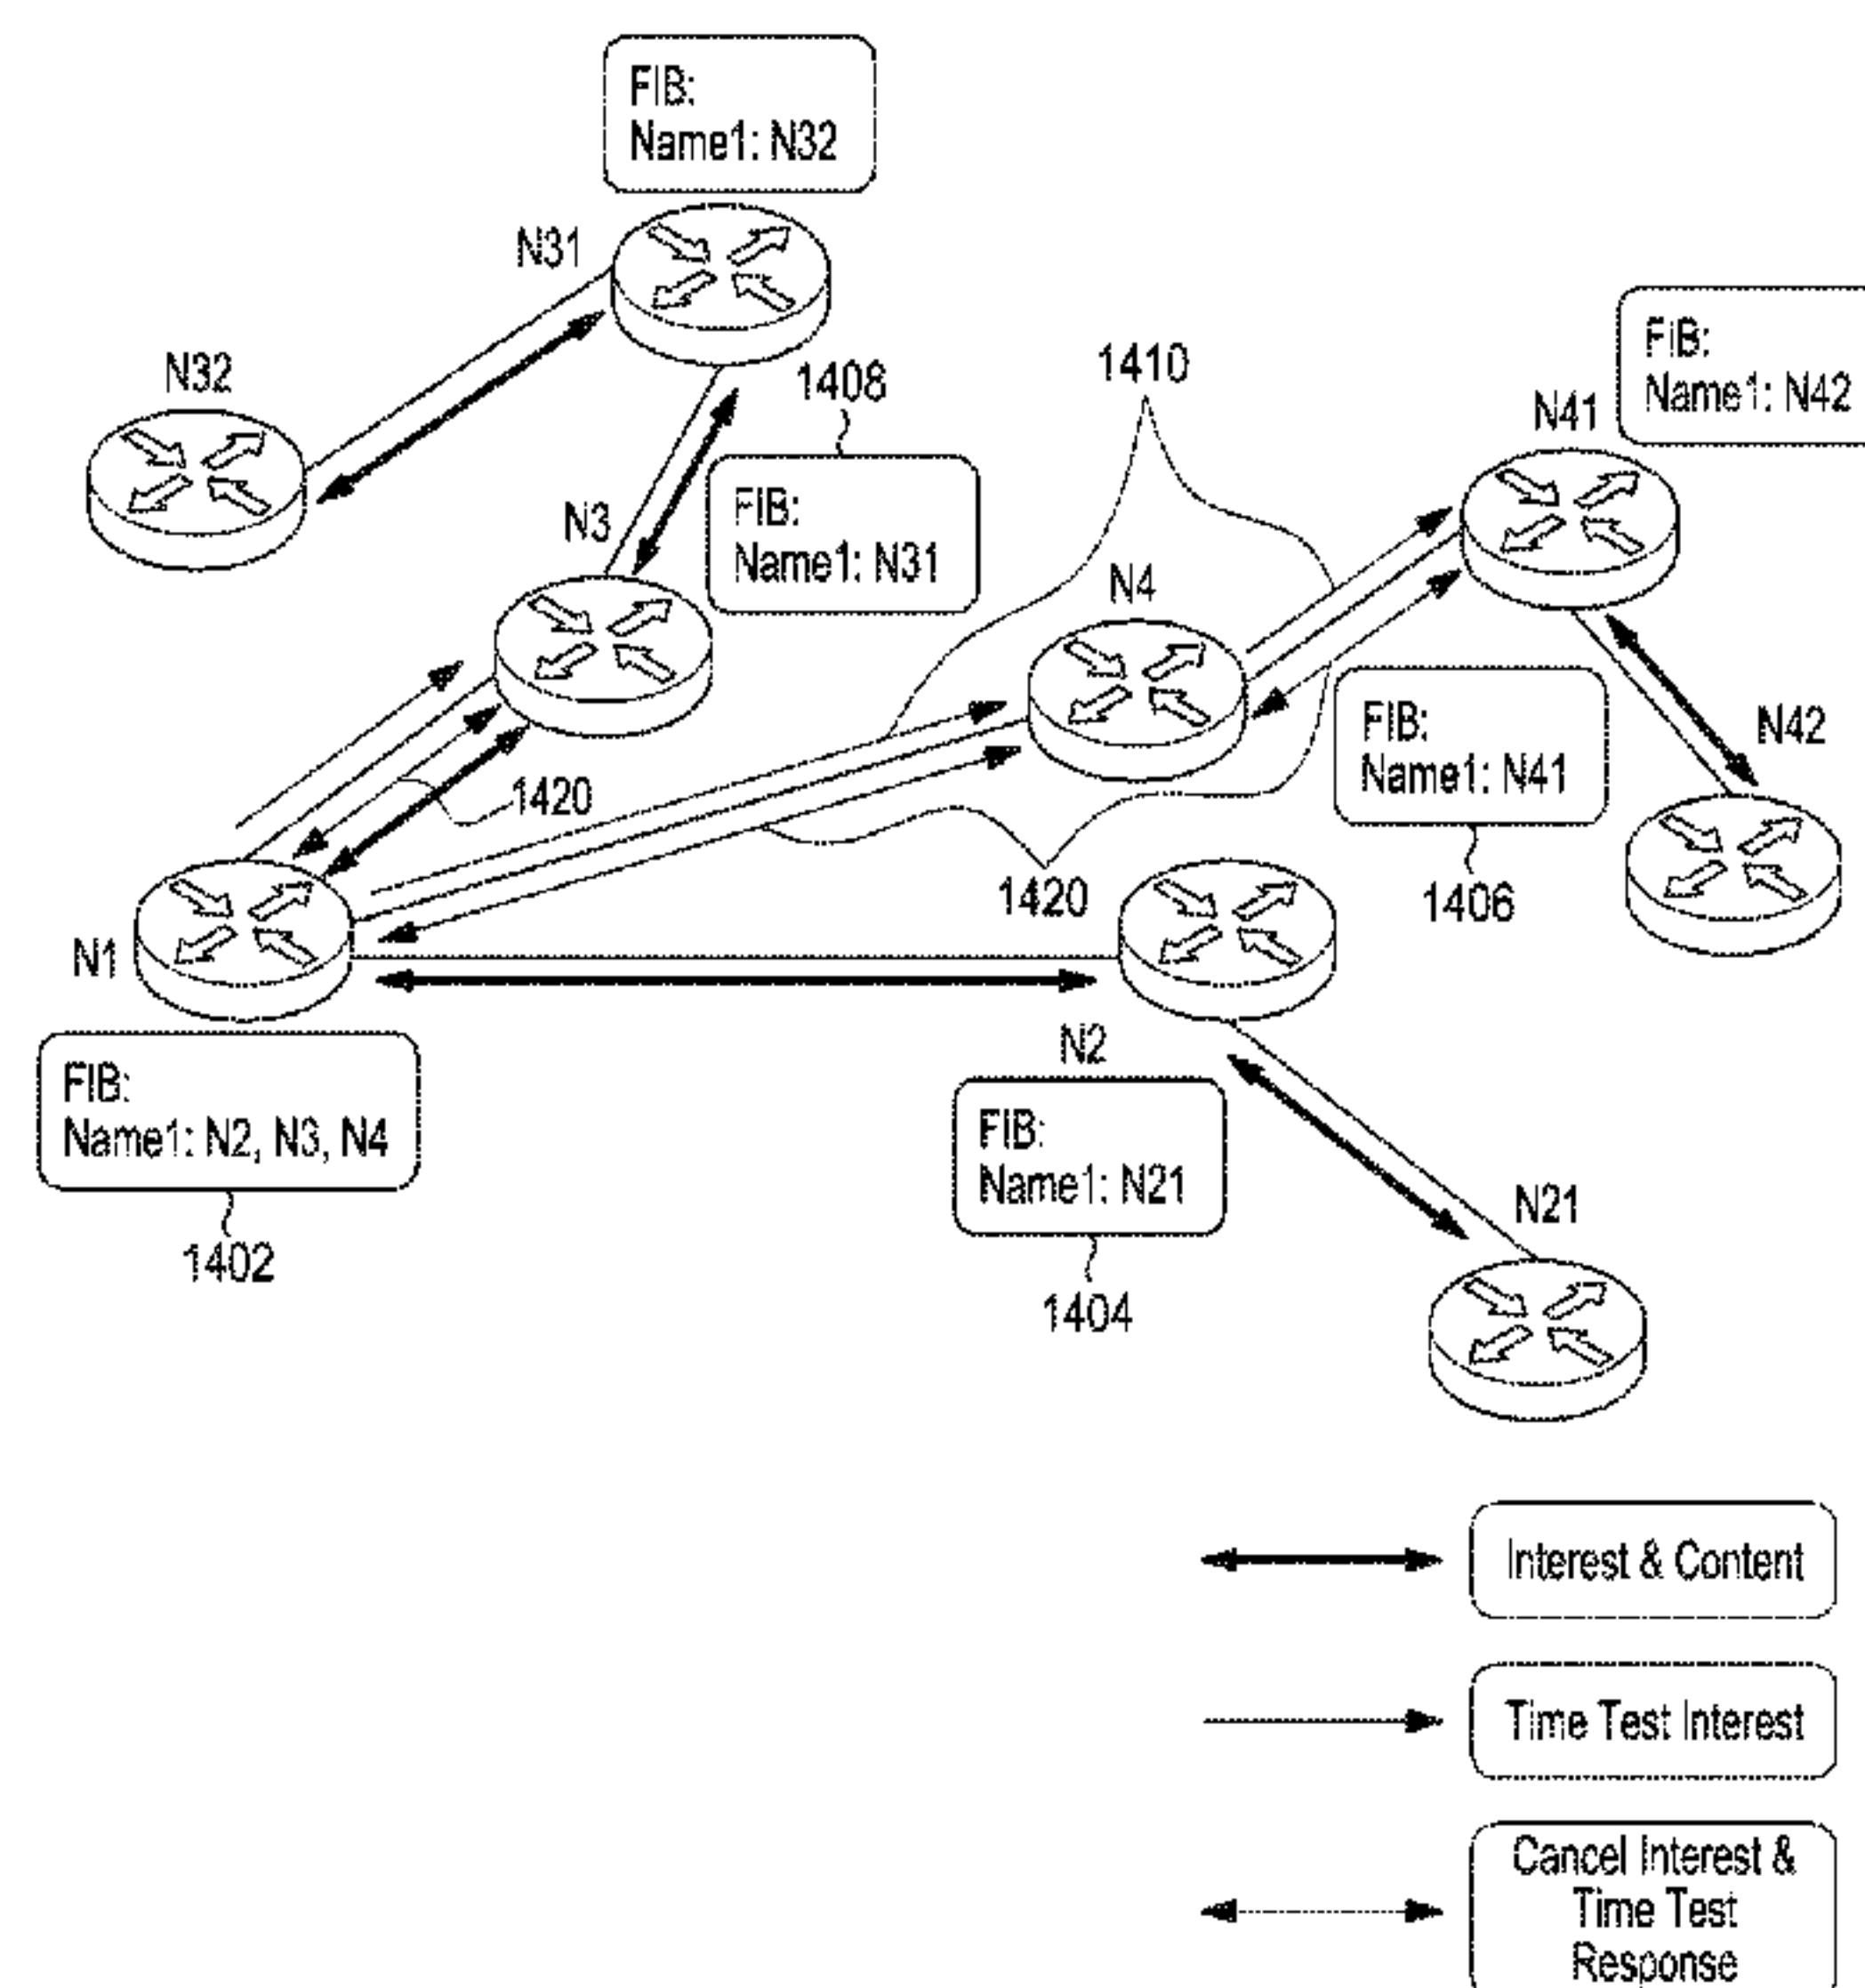 FIB:
Name1: N32
N31
N32
1408
1410
FIB:
Name1: N42
N41
N3
FIB:
Name1: N31
N4
1420
FIB:
Name1: N41
N42
1420
1406
N1
N2
FIB:
Name1: N2, N3, N4
1402
FIB:
Name1: N21
1404
N21
Interest & Content
Time Test Interest
Cancel Interest &
Time Test
Response